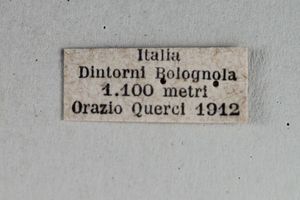 Italia
Dintorni Bolognola
1.100 metri
Orazio Querci 1912